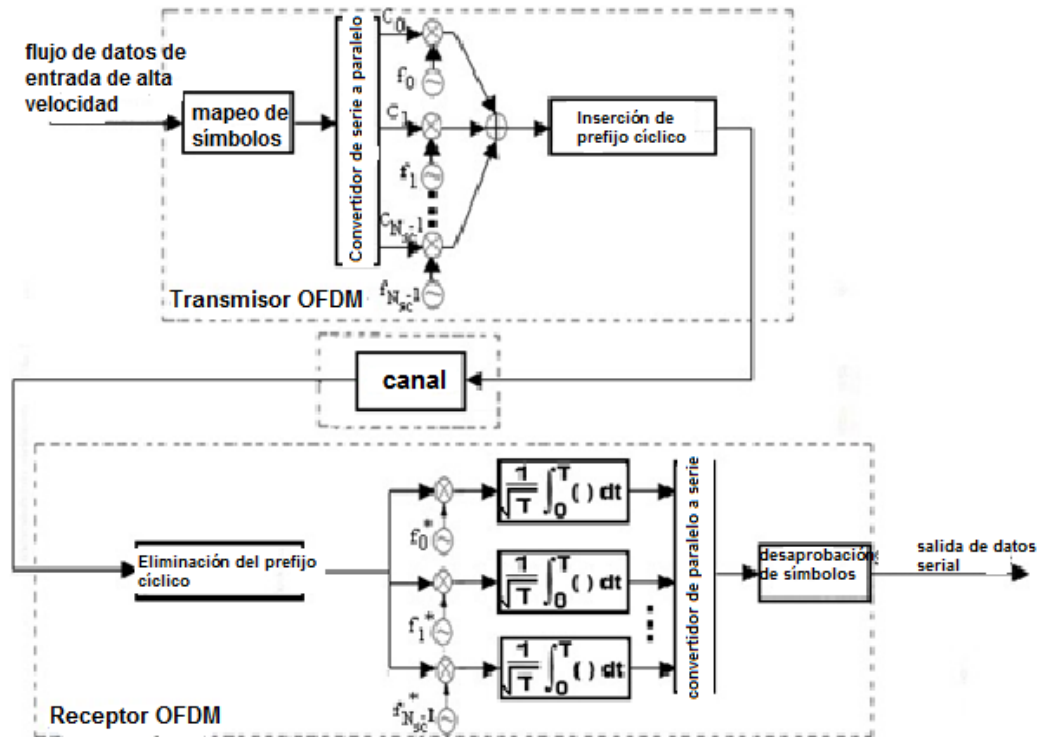 flujo de datos de
entrada de alta
velocidad
mapeo de
símbolos
Convertidor de serie a paralelo
C0
f0
C1
f1
CNsc-1
fNsc-1
Inserción de
prefijo cíclico
Transmisor OFDM
canal
Eliminación del prefijo
cíclico
f0*
f1*
f*Nsc-1
1/√T ∫0T ( ) dt
1/√T ∫0T ( ) dt
1/√T ∫0T ( ) dt
convertidor de paralelo a serie
desaprobación
de símbolos
salida de datos
serial
Receptor OFDM